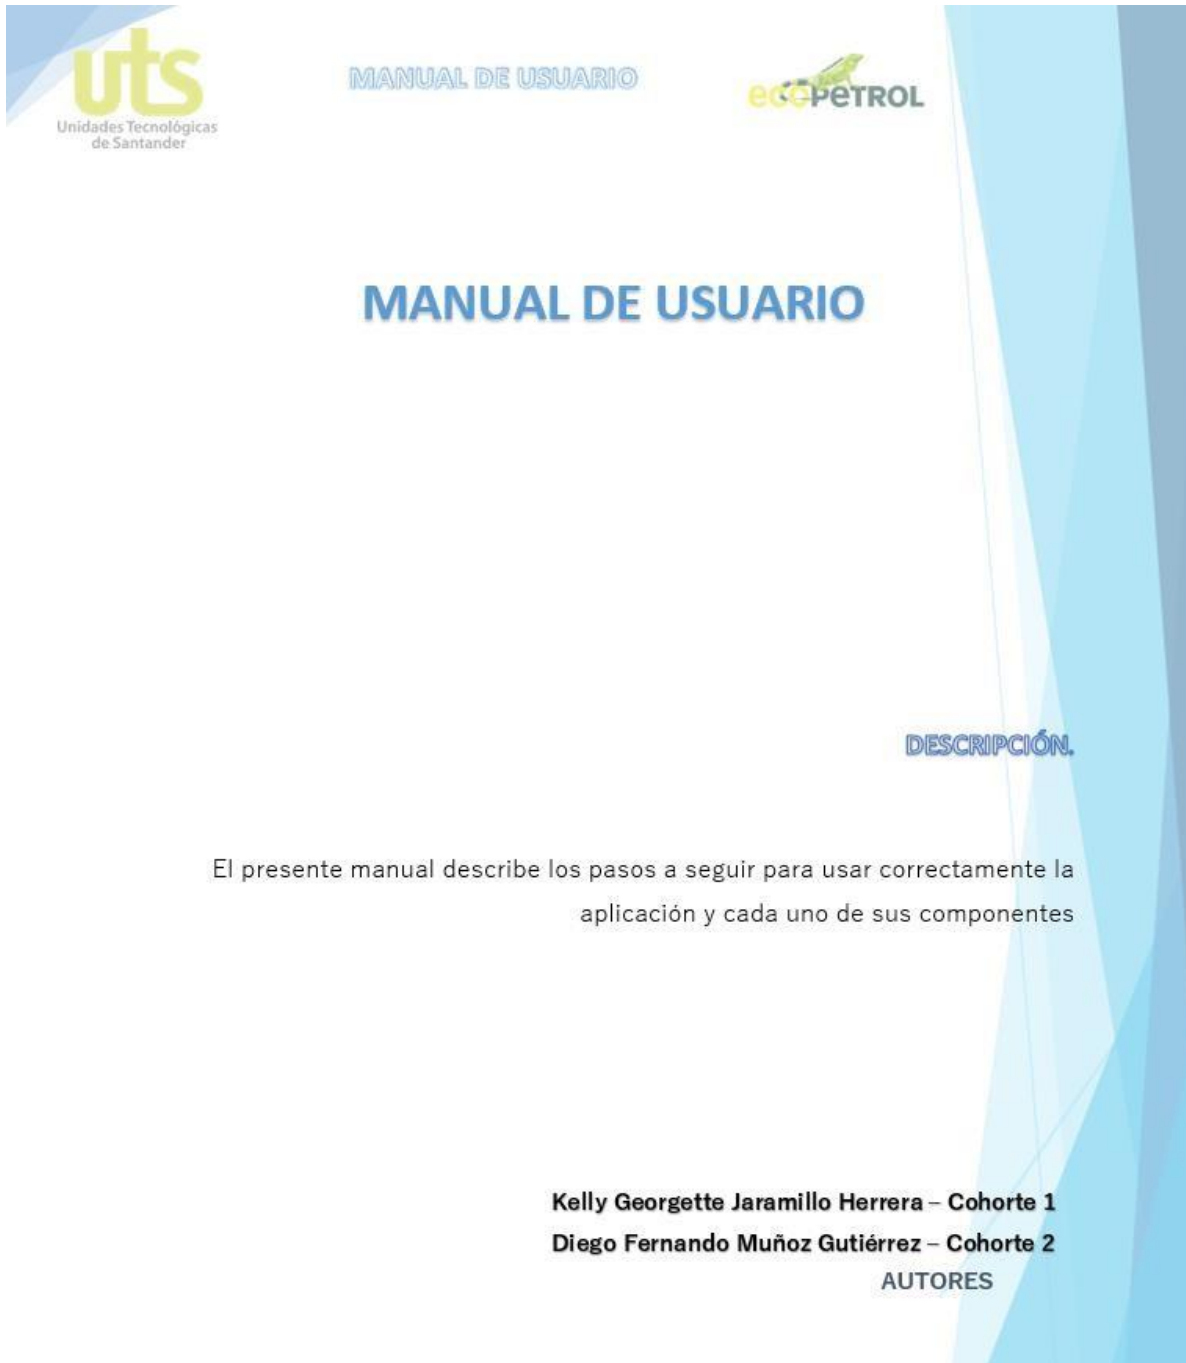 uts
Unidades Tecnológicas
de Santander
MANUAL DE USUARIO
ecoPETROL
MANUAL DE USUARIO
DESCRIPCIÓN.
El presente manual describe los pasos a seguir para usar correctamente la
aplicación y cada uno de sus componentes
Kelly Georgette Jaramillo Herrera – Cohorte 1
Diego Fernando Muñoz Gutiérrez – Cohorte 2
AUTORES